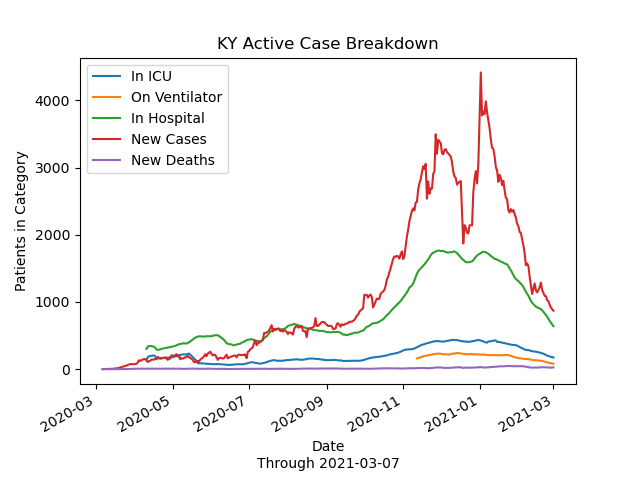 KY Active Case Breakdown
In ICU
On Ventilator
In Hospital
New Cases
New Deaths
Patients in Category
4000
3000
2000
1000
0
2020-03
2020-05
2020-07
2020-09
2020-11
2021-01
2021-03
Date
Through 2021-03-07